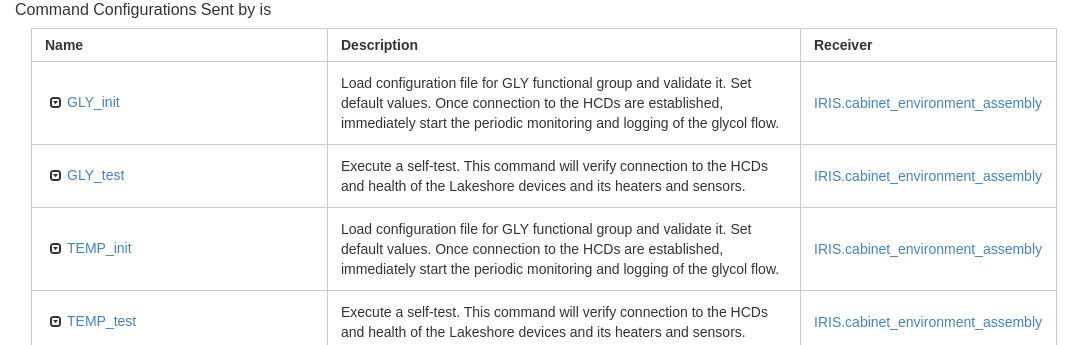 Command Configurations Sent by is
Name Description Receiver
GLY_init
Load configuration file for GLY functional group and validate it. Set
default values. Once connection to the HCDs are established,
immediately start the periodic monitoring and logging of the glycol flow.
IRIS.cabinet_environment_assembly
GLY_test
Execute a self-test. This command will verify connection to the HCDs
and health of the Lakeshore devices and its heaters and sensors.
IRIS.cabinet_environment_assembly
TEMP_init
Load configuration file for GLY functional group and validate it. Set
default values. Once connection to the HCDs are established,
immediately start the periodic monitoring and logging of the glycol flow.
IRIS.cabinet_environment_assembly
TEMP_test
Execute a self-test. This command will verify connection to the HCDs
and health of the Lakeshore devices and its heaters and sensors.
IRIS.cabinet_environment_assembly